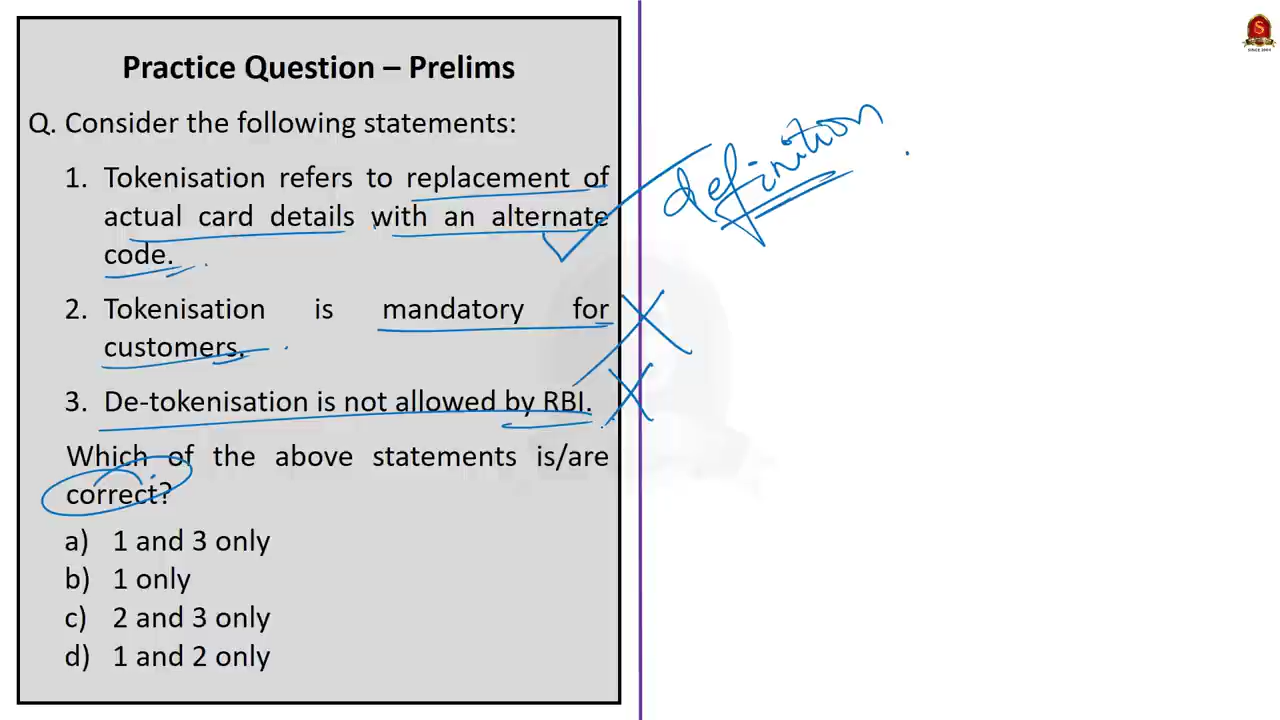 Practice Question – Prelims
Q. Consider the following statements:
1. Tokenisation refers to replacement of
actual card details with an alternate
code.
2. Tokenisation is mandatory for
customers.
3. De-tokenisation is not allowed by RBI.
Which of the above statements is/are
correct?
a) 1 and 3 only
b) 1 only
c) 2 and 3 only
d) 1 and 2 only
definition
S
SINCE 2004